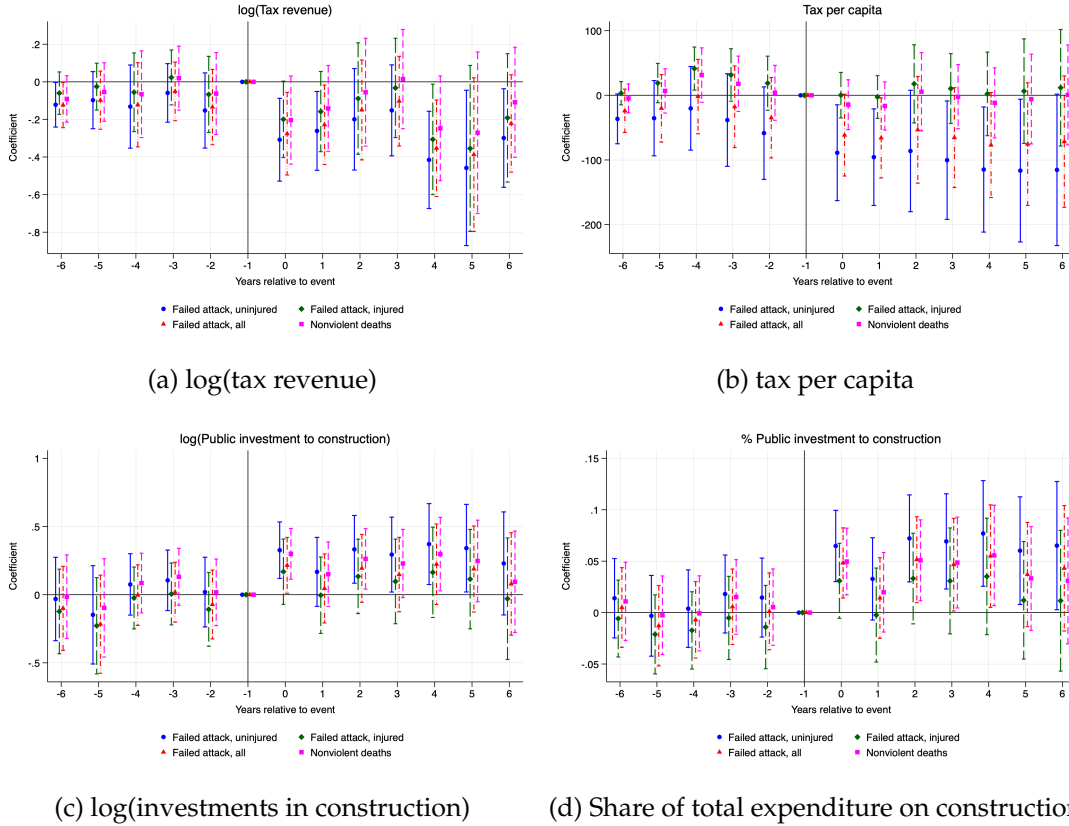 log(Tax revenue)
.2
0
-.2
-.4
-.6
-.8
Coefficient
-6 -5 -4 -3 -2 -1 0 1 2 3 4 5 6
Years relative to event
Failed attack, uninjured Failed attack, injured
Failed attack, all Nonviolent deaths
(a) log(tax revenue)
Tax per capita
100
0
-100
-200
Coefficient
-6 -5 -4 -3 -2 -1 0 1 2 3 4 5 6
Years relative to event
Failed attack, uninjured Failed attack, injured
Failed attack, all Nonviolent deaths
(b) tax per capita
log(Public investment to construction)
1
.5
0
-.5
Coefficient
-6 -5 -4 -3 -2 -1 0 1 2 3 4 5 6
Years relative to event
Failed attack, uninjured Failed attack, injured
Failed attack, all Nonviolent deaths
(c) log(investments in construction)
% Public investment to construction
.15
.1
.05
0
-.05
Coefficient
-6 -5 -4 -3 -2 -1 0 1 2 3 4 5 6
Years relative to event
Failed attack, uninjured Failed attack, injured
Failed attack, all Nonviolent deaths
(d) Share of total expenditure on construction